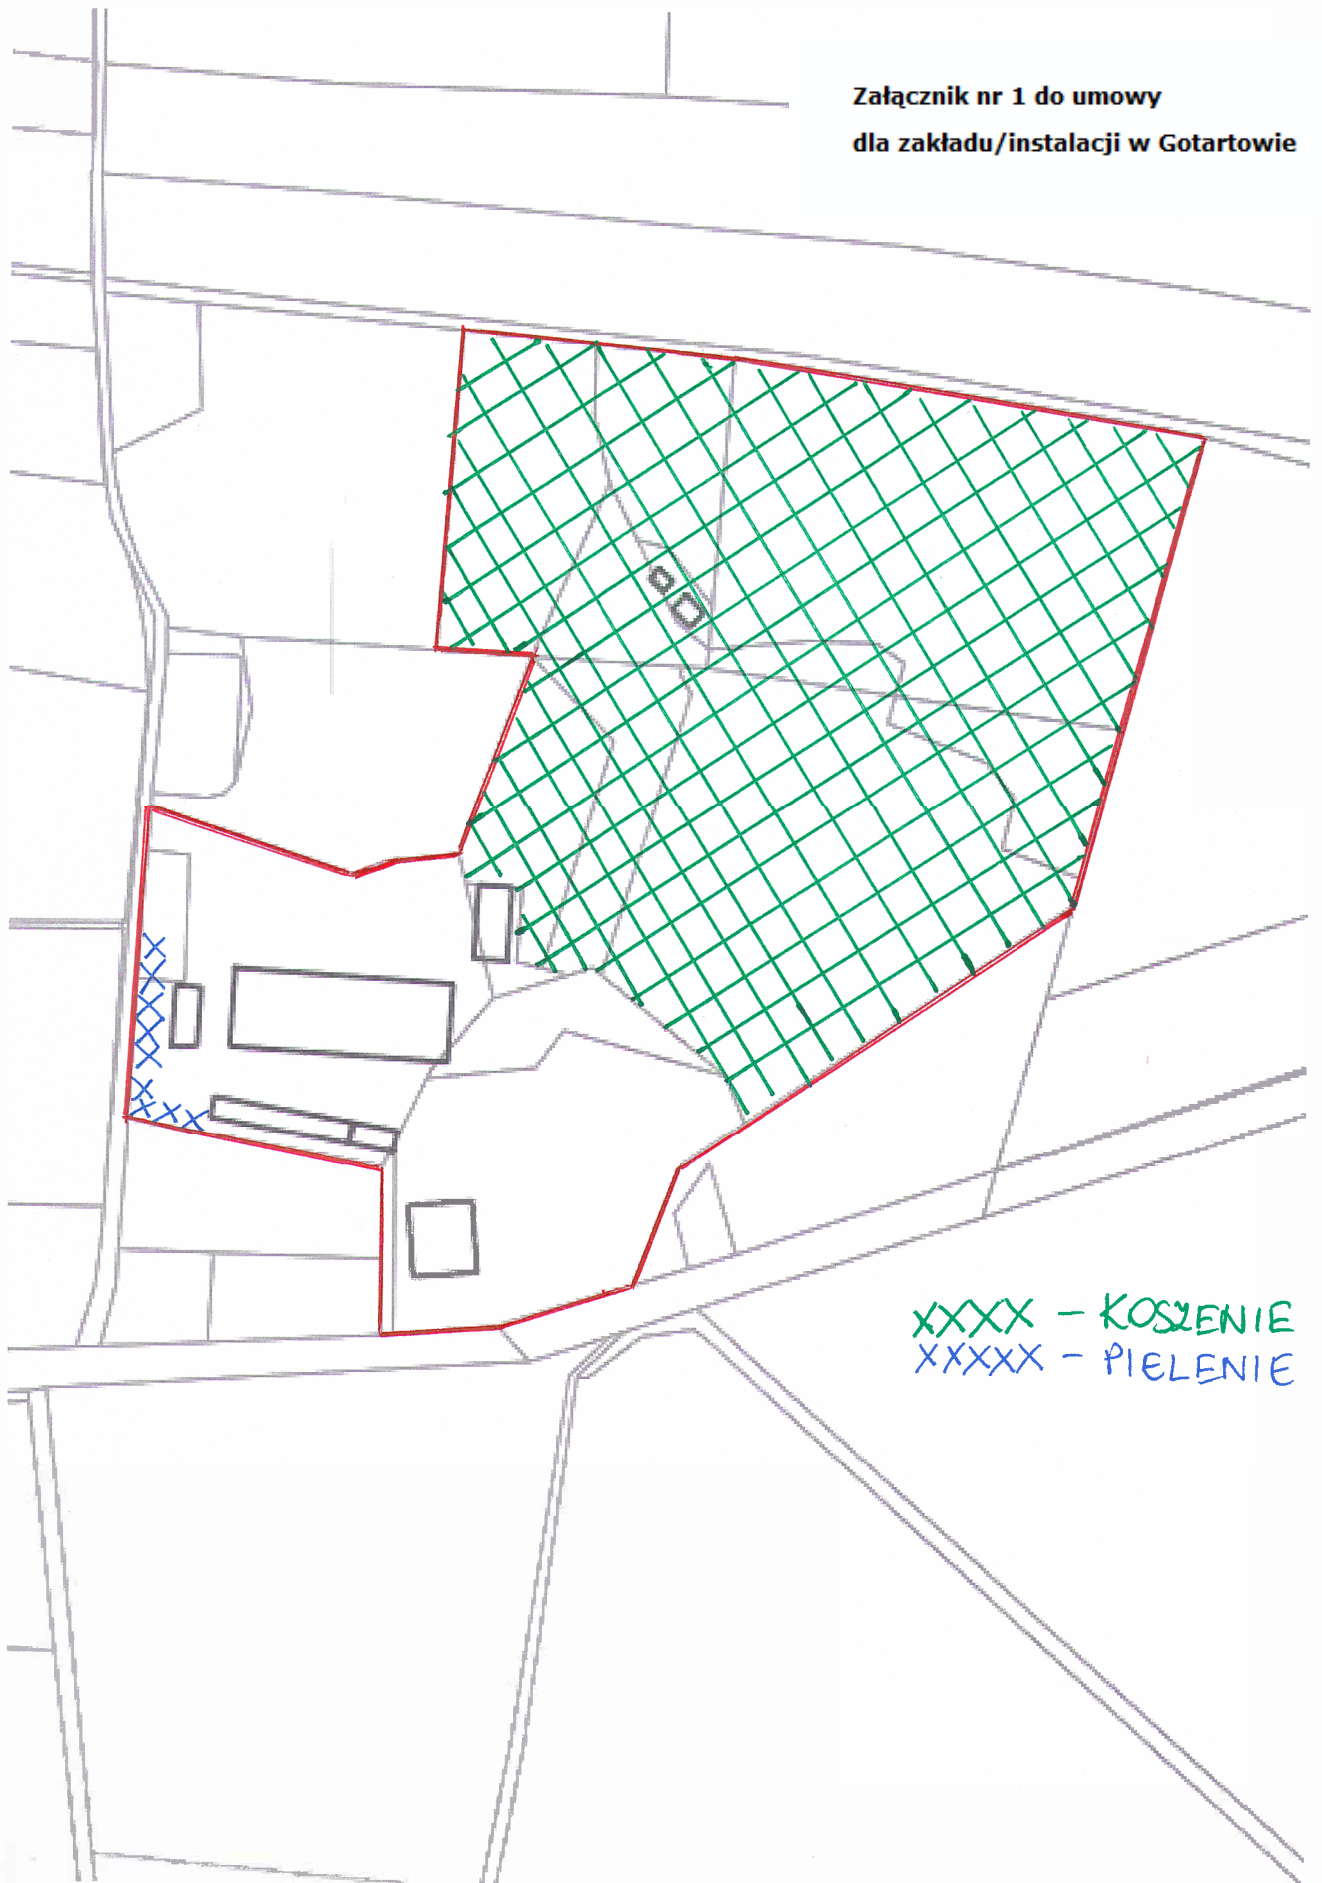 Załącznik nr 1 do umowy
dla zakładu/instalacji w Gotartowie
XXXX - KOSZENIE
XXXXX - PIELENIE